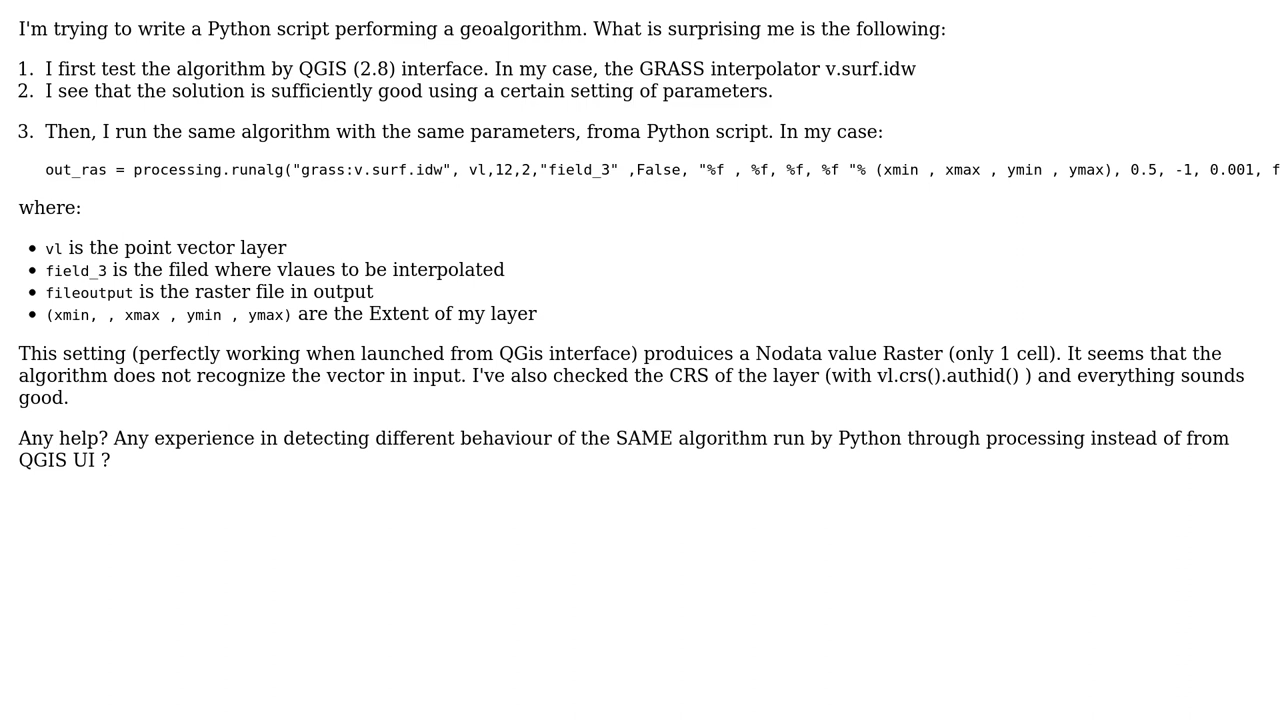 I'm trying to write a Python script performing a geoalgorithm. What is surprising me is the following:
1. I first test the algorithm by QGIS (2.8) interface. In my case, the GRASS interpolator v.surf.idw
2. I see that the solution is sufficiently good using a certain setting of parameters.
3. Then, I run the same algorithm with the same parameters, froma Python script. In my case:
out_ras = processing.runalg("grass:v.surf.idw", vl,12,2,"field_3" ,False, "%f , %f, %f, %f "% (xmin , xmax , ymin , ymax), 0.5, -1, 0.001, f
where:
• vl is the point vector layer
• field_3 is the filed where vlaues to be interpolated
• fileoutput is the raster file in output
• (xmin, , xmax , ymin , ymax) are the Extent of my layer
This setting (perfectly working when launched from QGis interface) produices a Nodata value Raster (only 1 cell). It seems that the
algorithm does not recognize the vector in input. I've also checked the CRS of the layer (with vl.crs().authid() ) and everything sounds
good.
Any help? Any experience in detecting different behaviour of the SAME algorithm run by Python through processing instead of from
QGIS UI ?